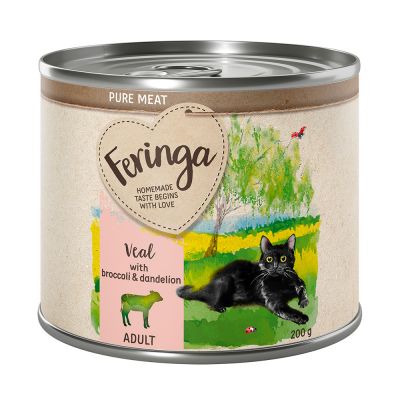 PURE MEAT
Feringa
HOMEMADE
TASTE BEGINS
WITH LOVE
Veal
with
broccoli & dandelion
ADULT
200 g